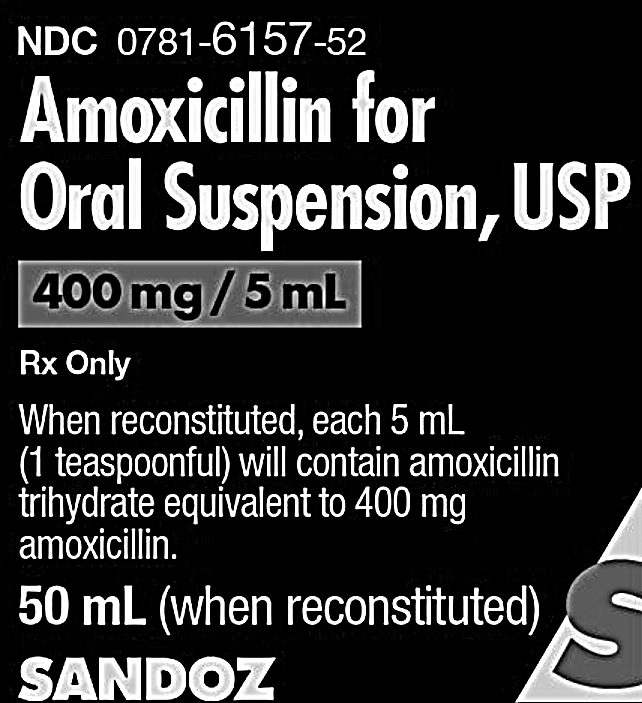 NDC 0781-6157-52
Amoxicillin for
Oral Suspension, USP
400 mg / 5 mL
Rx Only
When reconstituted, each 5 mL
(1 teaspoonful) will contain amoxicillin
trihydrate equivalent to 400 mg
amoxicillin.
50 mL (when reconstituted)
SANDOZ
S